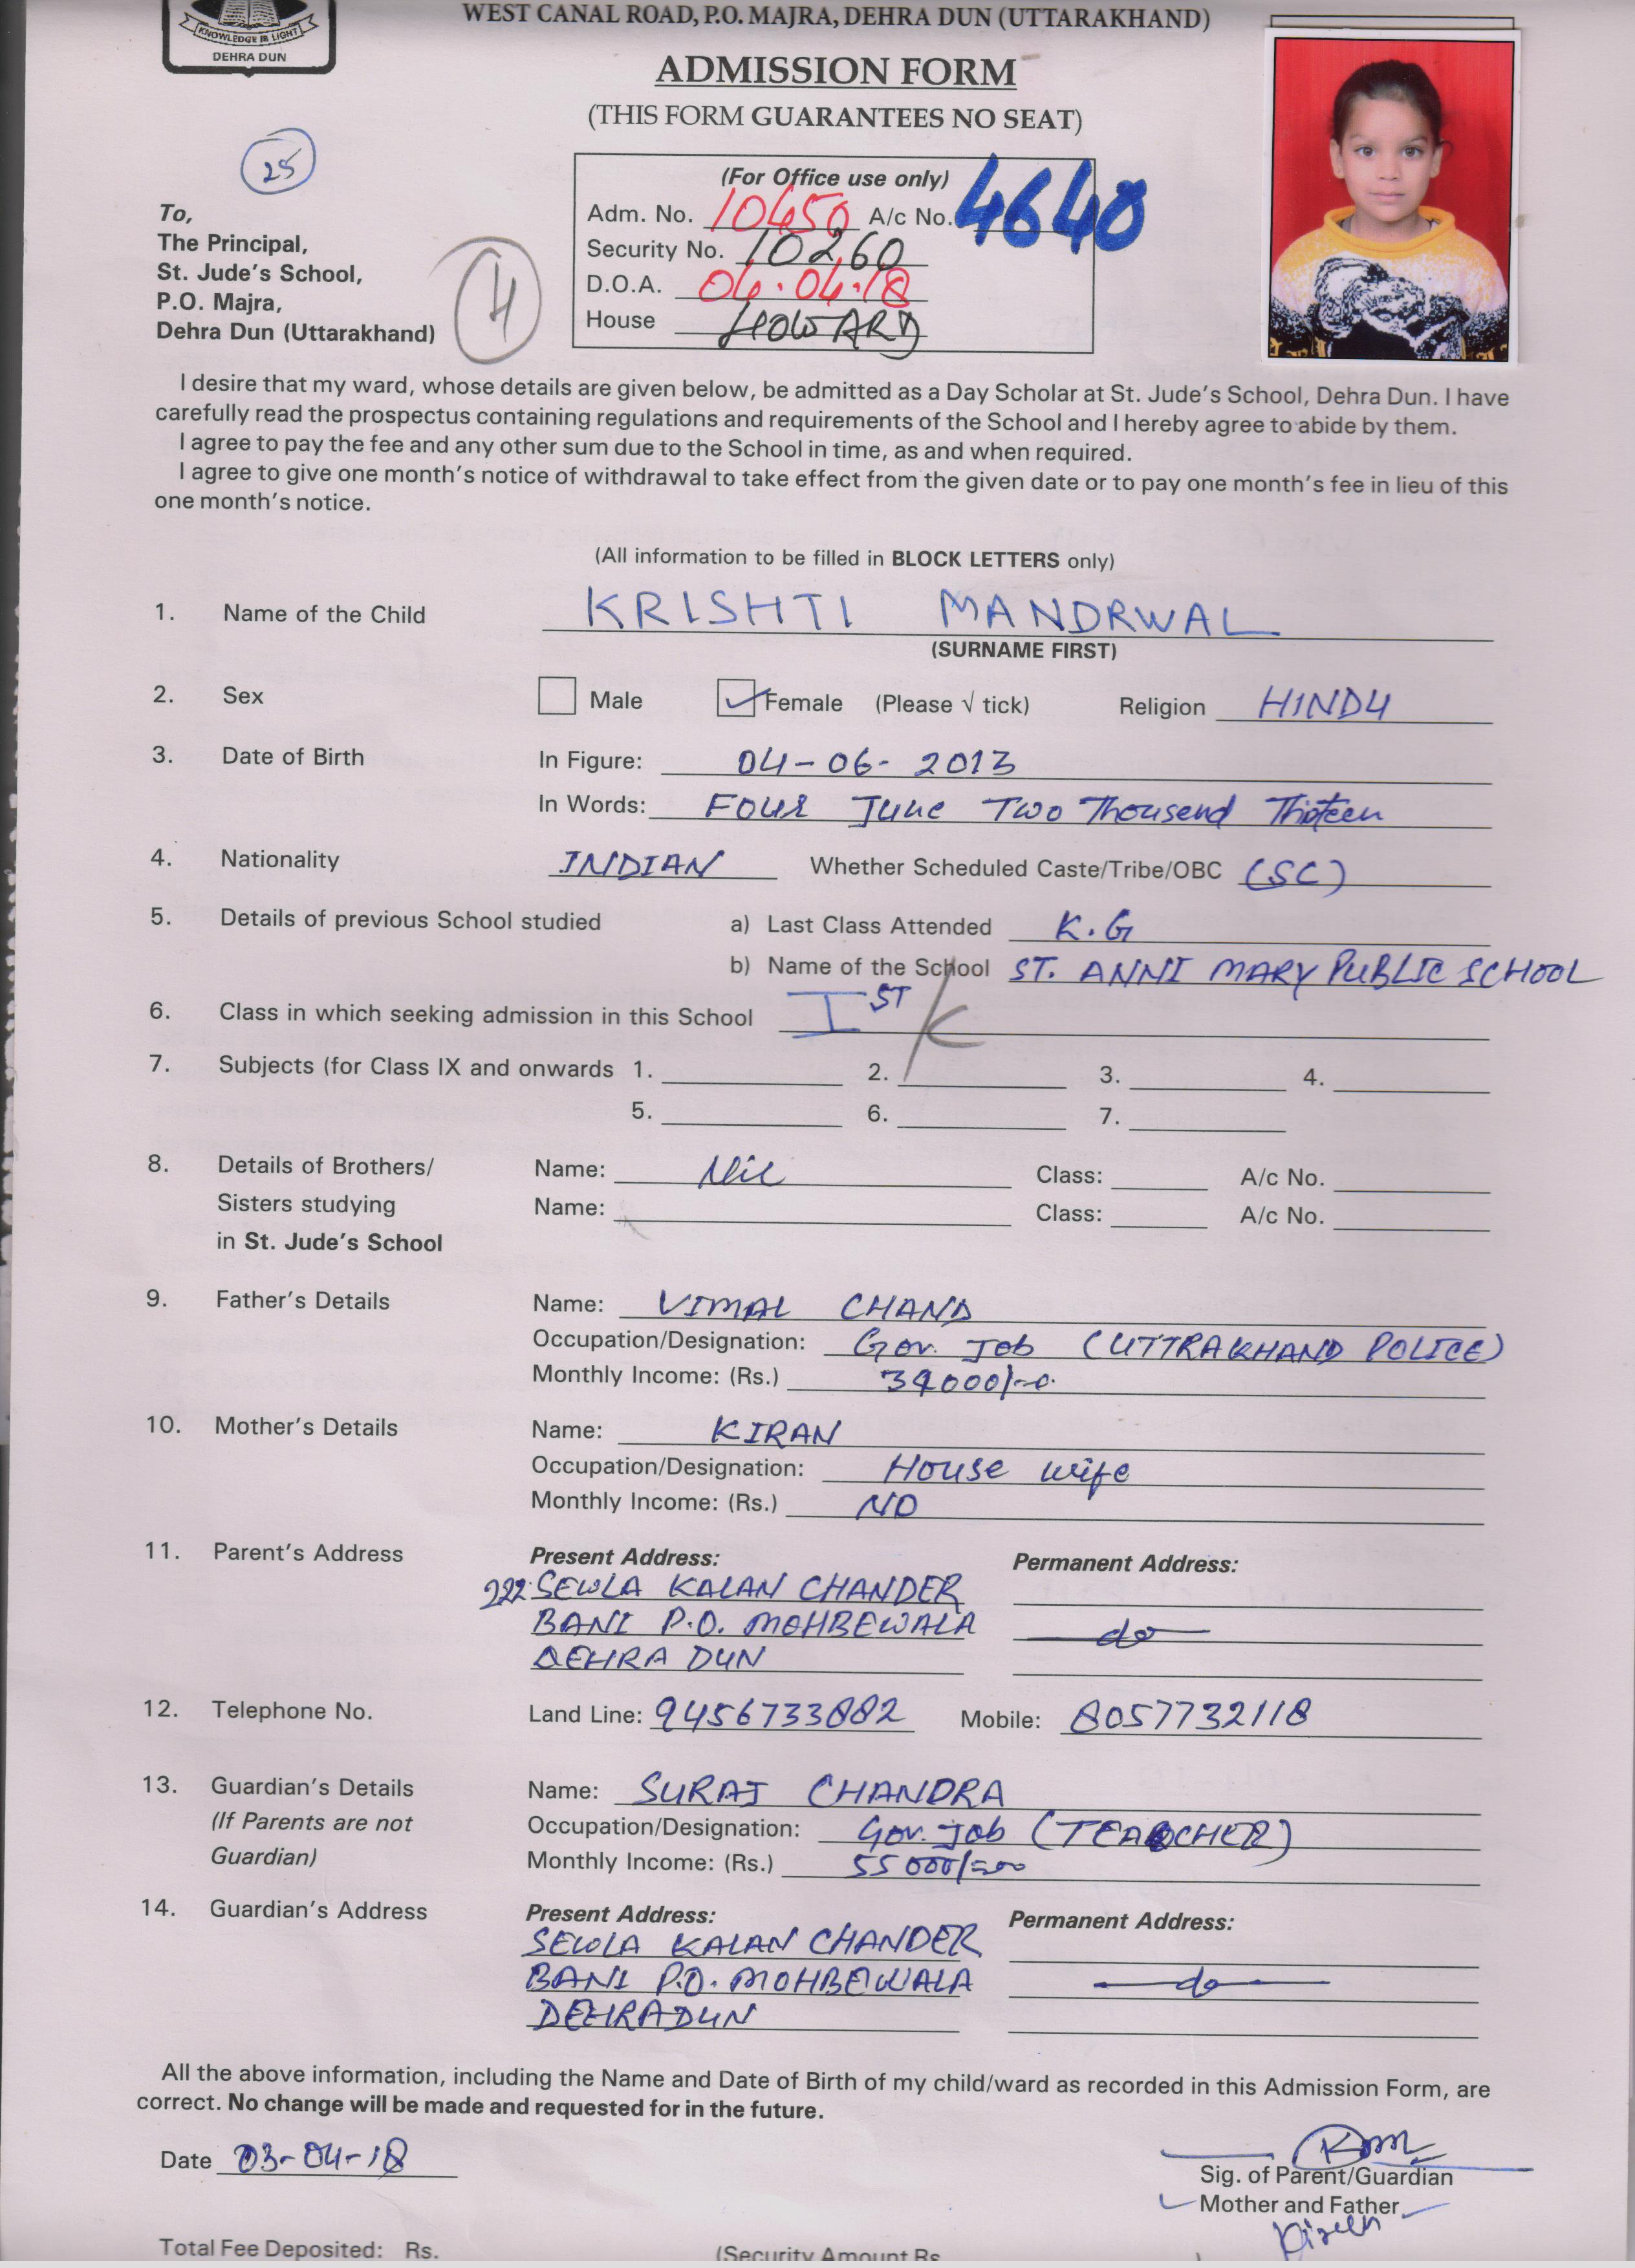 KNOWLEDGE IS LIGHT
DEHRA DUN
WEST CANAL ROAD, P.O. MAJRA, DEHRA DUN (UTTARAKHAND)
ADMISSION FORM
(THIS FORM GUARANTEES NO SEAT)
25
(For Office use only)
Adm. No. 10450 A/c No. 4648
Security No. 10260
D.O.A. 04.04.18
House HOWARD
To,
The Principal,
St. Jude's School,
P.O. Majra,
Dehra Dun (Uttarakhand)
4
I desire that my ward, whose details are given below, be admitted as a Day Scholar at St. Jude's School, Dehra Dun. I have
carefully read the prospectus containing regulations and requirements of the School and I hereby agree to abide by them.
I agree to pay the fee and any other sum due to the School in time, as and when required.
I agree to give one month's notice of withdrawal to take effect from the given date or to pay one month's fee in lieu of this
one month's notice.
(All information to be filled in BLOCK LETTERS only)
1. Name of the Child KRISHTI MANDRWAL
(SURNAME FIRST)
2. Sex Male ✓ Female (Please √ tick) Religion HINDU
3. Date of Birth In Figure: 04-06-2013
In Words: FOUR June Two Thousend Thirteen
4. Nationality INDIAN Whether Scheduled Caste/Tribe/OBC (SC)
5. Details of previous School studied a) Last Class Attended K.G
b) Name of the School ST. ANNI MARY PUBLIC SCHOOL
6. Class in which seeking admission in this School I ST K
7. Subjects (for Class IX and onwards 1. 2. 3. 4.
5. 6. 7.
8. Details of Brothers/ Name: Nil Class: A/c No.
Sisters studying Name: Class: A/c No.
in St. Jude's School
9. Father's Details Name: VIMAL CHAND
Occupation/Designation: Gov. Job (UTTRAKHAND POLICE)
Monthly Income: (Rs.) 34000/-
10. Mother's Details Name: KIRAN
Occupation/Designation: House wife
Monthly Income: (Rs.) NO
11. Parent's Address Present Address: Permanent Address:
222 SEWLA KALAN CHANDER
BANI P.O. MOHBEWALA do
DEHRA DUN
12. Telephone No. Land Line: 9456733882 Mobile: 8057732118
13. Guardian's Details Name: SURAJ CHANDRA
(If Parents are not Occupation/Designation: Gov. Job (TEACHER)
Guardian) Monthly Income: (Rs.) 55000/=00
14. Guardian's Address Present Address: Permanent Address:
SEWLA KALAN CHANDER
BANI P.O. MOHBEWALA do
DEHRADUN
All the above information, including the Name and Date of Birth of my child/ward as recorded in this Admission Form, are
correct. No change will be made and requested for in the future.
Date 03-04-18
Sig. of Parent/Guardian
Mother and Father
Kiran
Total Fee Deposited: Rs. (Security Amount Rs.